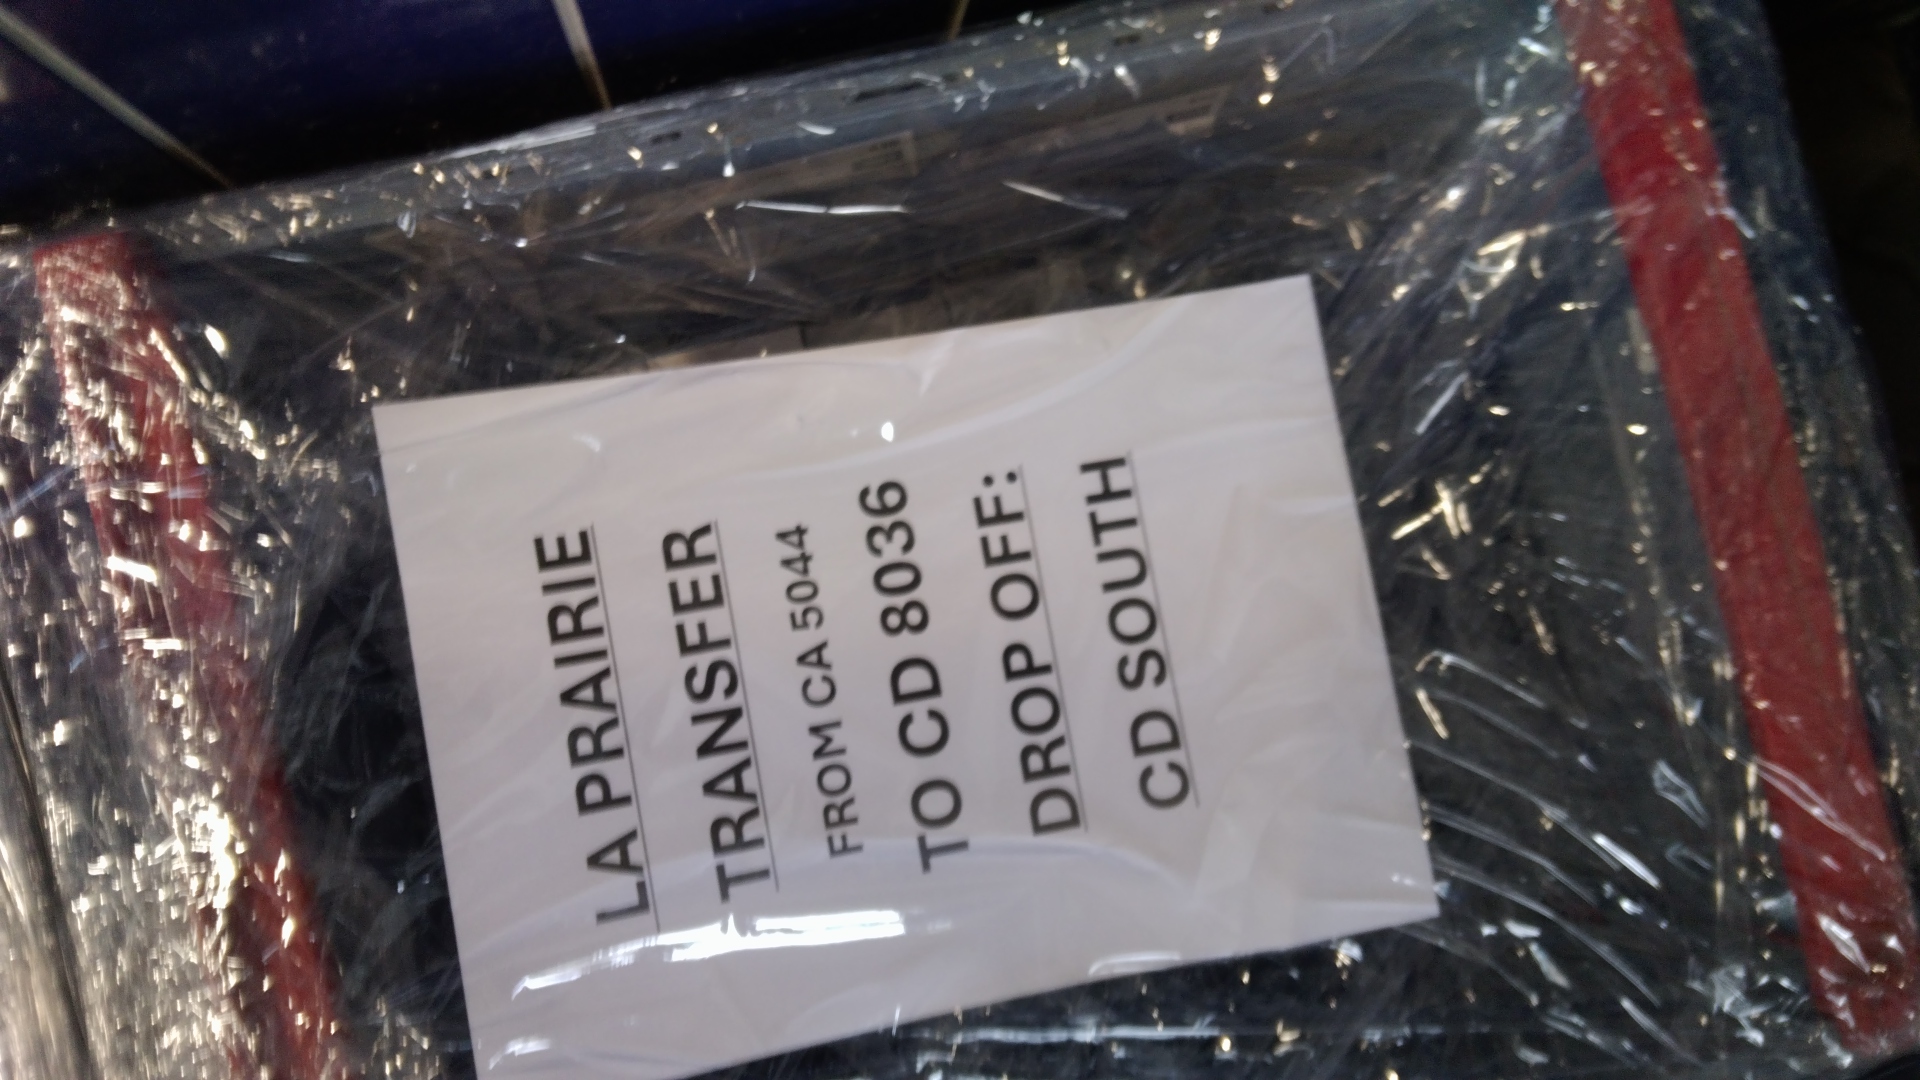 LA PRAIRIE
TRANSFER
FROM CA 5044
TO CD 8036
DROP OFF:
CD SOUTH